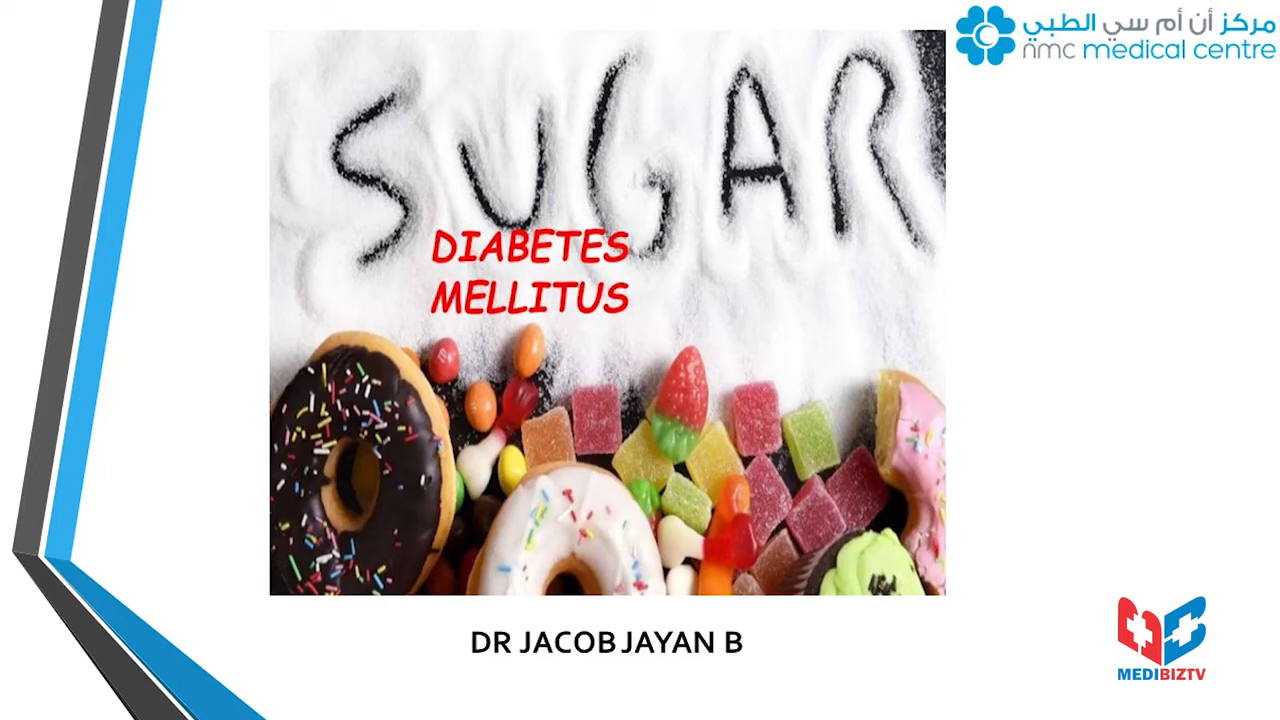 مركز أن أم سي الطبي
nmc medical centre
SUGAR
DIABETES
MELLITUS
DR JACOB JAYAN B
MEDIBIZTV